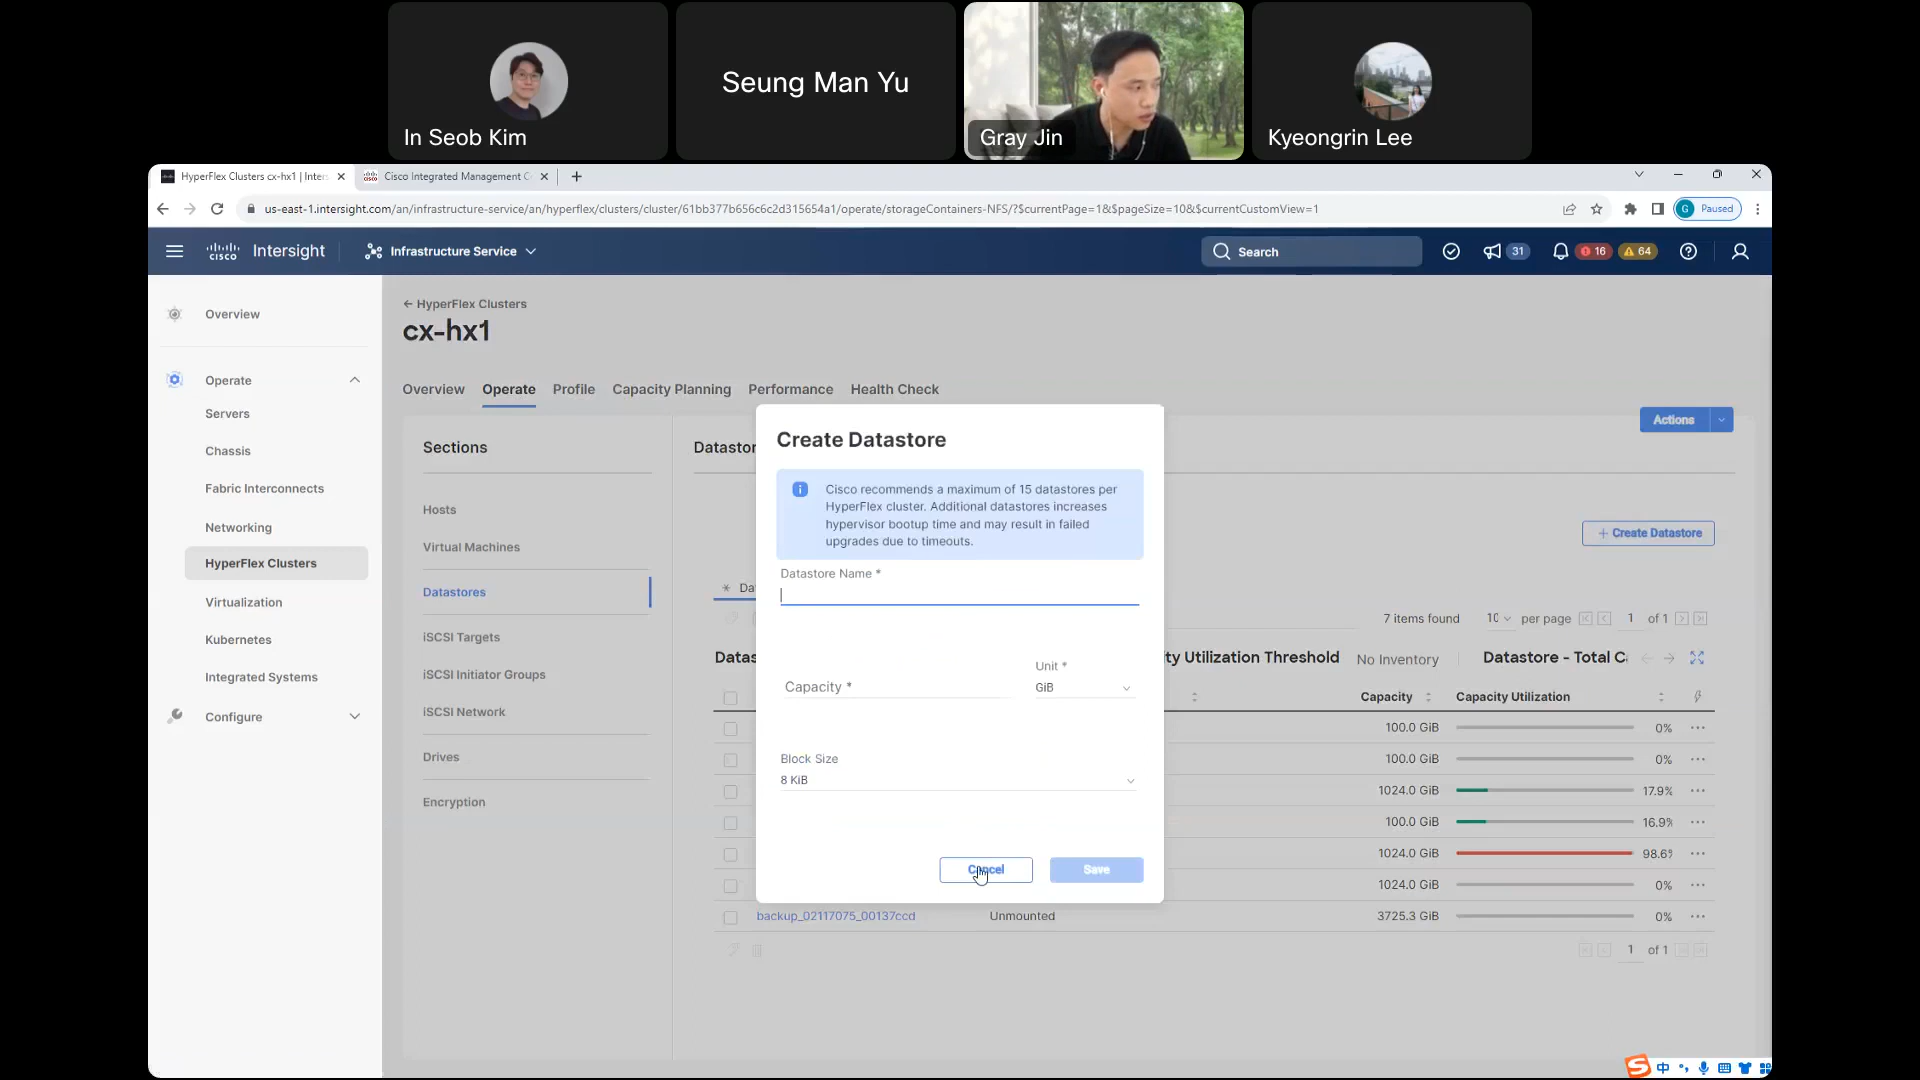 In Seob Kim
Seung Man Yu
Gray Jin
Kyeongrin Lee
HyperFlex Clusters cx-hx1 | Inters
Cisco Integrated Management C
us-east-1.intersight.com/an/infrastructure-service/an/hyperflex/clusters/cluster/61bb377b656c6c2d315654a1/operate/storageContainers-NFS/?$currentPage=1&$pageSize=10&$currentCustomView=1
G Paused
CISCO Intersight
Infrastructure Service
Search
31
16
64
Overview
Operate
Servers
Chassis
Fabric Interconnects
Networking
HyperFlex Clusters
Virtualization
Kubernetes
Integrated Systems
Configure
← HyperFlex Clusters
cx-hx1
Overview Operate Profile Capacity Planning Performance Health Check
Actions
Sections
Hosts
Virtual Machines
Datastores
iSCSI Targets
iSCSI Initiator Groups
iSCSI Network
Drives
Encryption
Datastor
+ Create Datastore
Da
7 items found 10 per page 1 of 1
Datas
ty Utilization Threshold No Inventory Datastore - Total C
Capacity Capacity Utilization
100.0 GiB 0%
100.0 GiB 0%
1024.0 GiB 17.9%
100.0 GiB 16.9%
1024.0 GiB 98.6%
1024.0 GiB 0%
backup_02117075_00137ccd Unmounted 3725.3 GiB 0%
1 of 1
Create Datastore
Cisco recommends a maximum of 15 datastores per
HyperFlex cluster. Additional datastores increases
hypervisor bootup time and may result in failed
upgrades due to timeouts.
Datastore Name *
Capacity *
Unit *
GiB
Block Size
8 KiB
Cancel Save
S 中